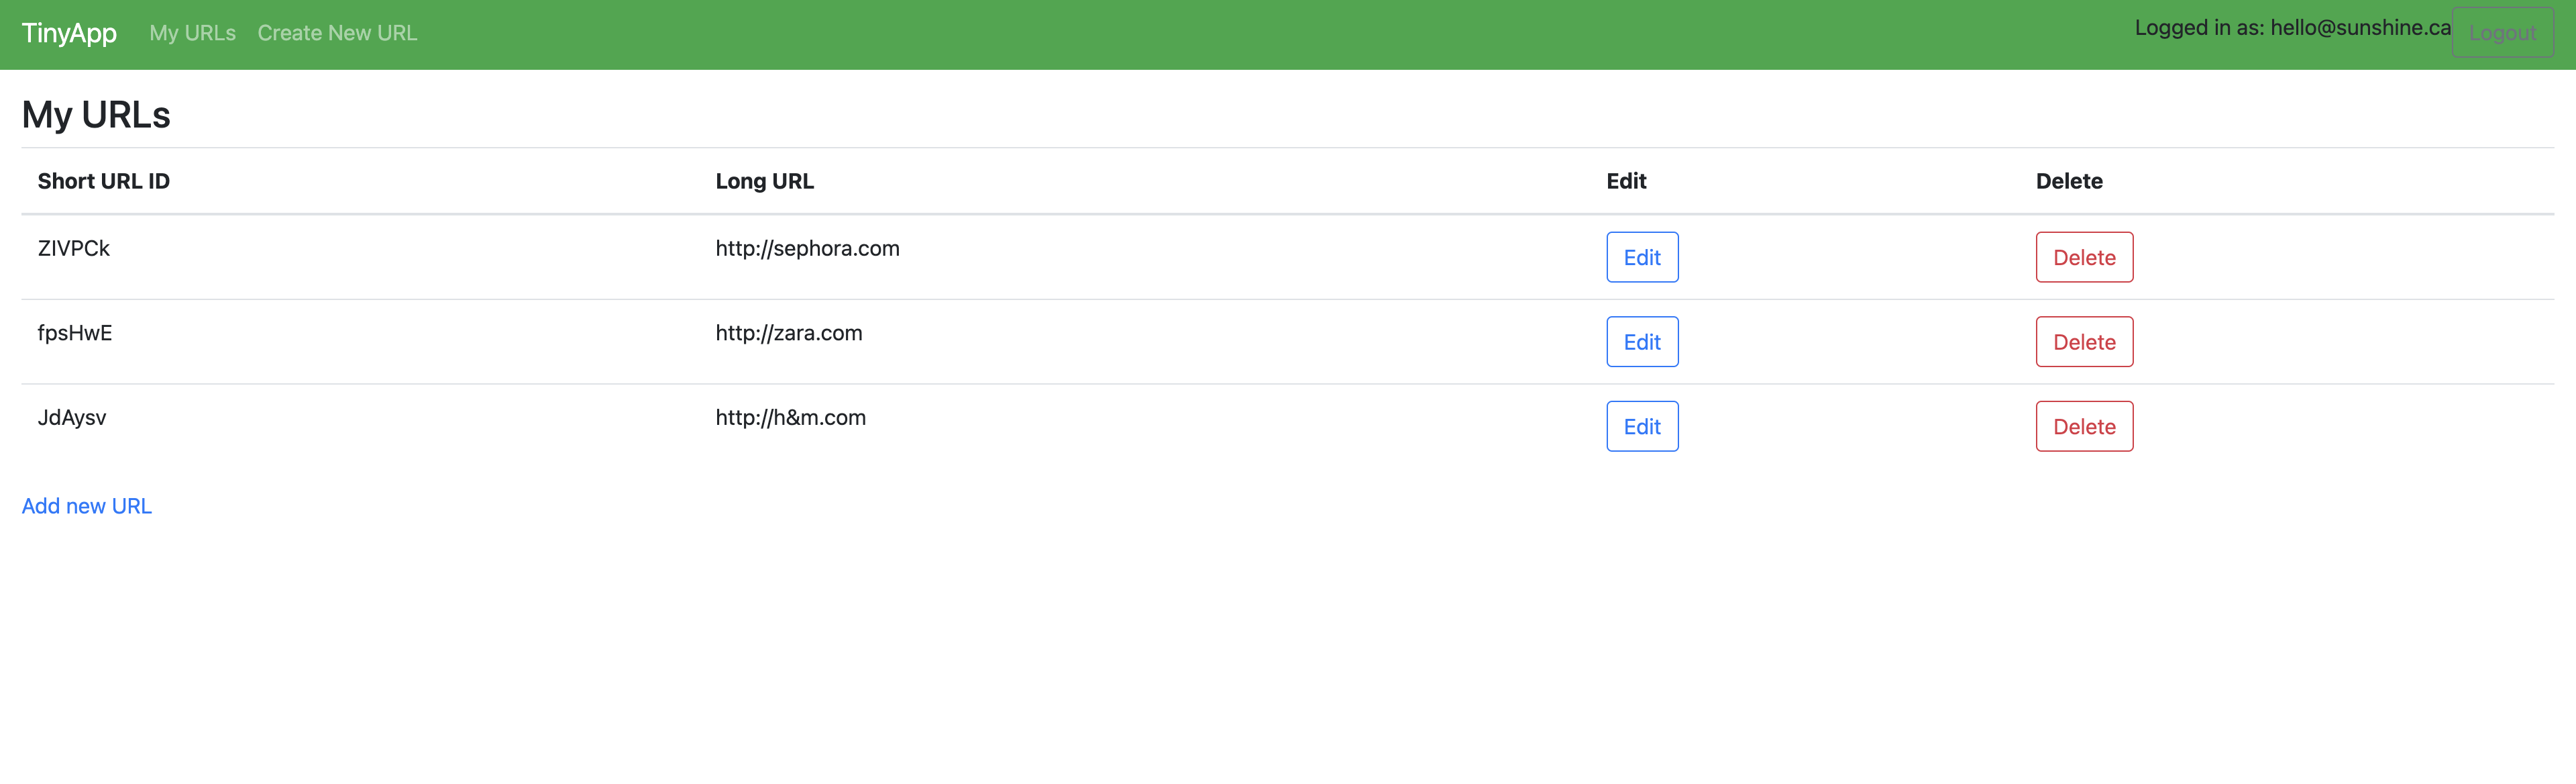 TinyApp My URLs Create New URL Logged in as: hello@sunshine.ca Logout
My URLs
Short URL ID Long URL Edit Delete
ZIVPCk http://sephora.com Edit Delete
fpsHwE http://zara.com Edit Delete
JdAysv http://h&m.com Edit Delete
Add new URL